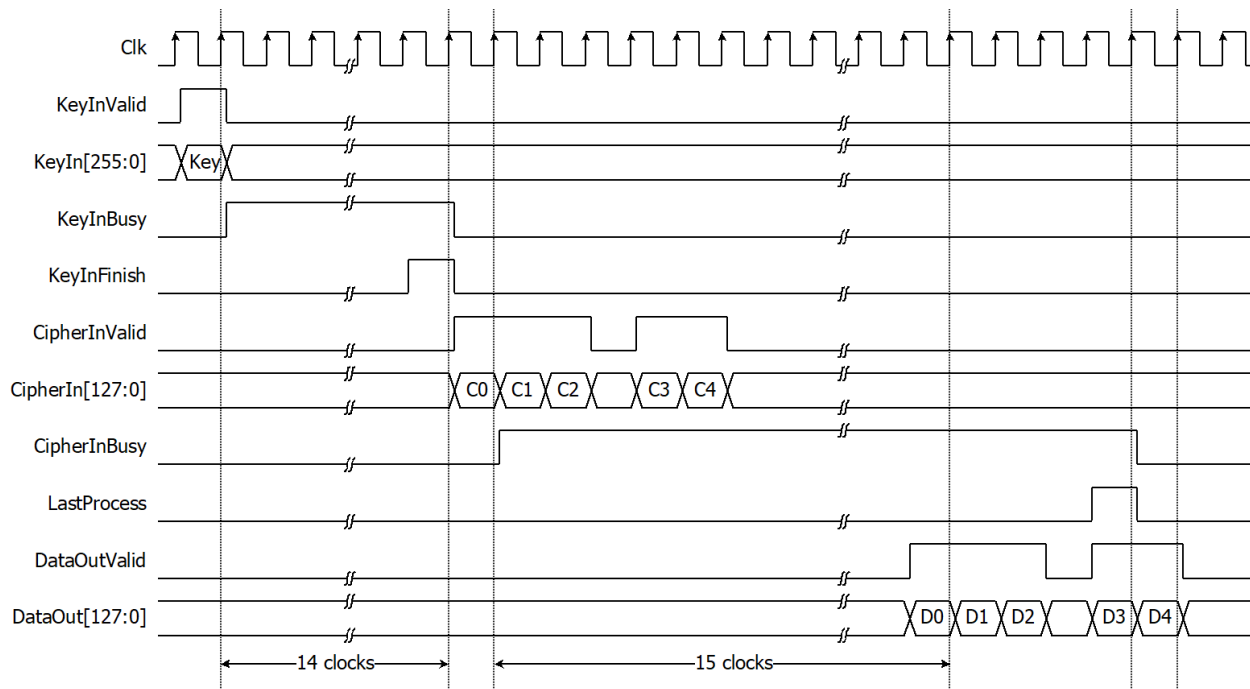 Clk
KeyInValid
KeyIn[255:0]
Key
KeyInBusy
KeyInFinish
CipherInValid
CipherIn[127:0]
C0 C1 C2 C3 C4
CipherInBusy
LastProcess
DataOutValid
DataOut[127:0]
D0 D1 D2 D3 D4
14 clocks 15 clocks